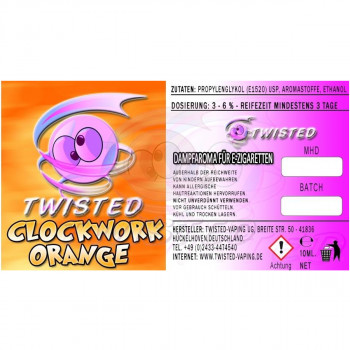 TWISTED
CLOCKWORK
ORANGE
ZUTATEN: PROPYLENGLYKOL (E1520) USP, AROMASTOFFE, ETHANOL
DOSIERUNG: 3 - 6 % - REIFEZEIT MINDESTENS 3 TAGE
TWISTED
DAMPFAROMA FÜR E-ZIGARETTEN
MHD
AUẞERHALB DER REICHWEITE
VON KINDERN AUFBEWAHREN
KANN ALLERGISCHE
HAUTREAKTIONEN HERVORRUFEN
NICHT UNVERDÜNNT VERWENDEN
VOR GEBRAUCH SCHÜTTELN
KÜHL UND TROCKEN LAGERN
BATCH
HERSTELLER: TWISTED-VAPING UG, BREITE STR. 50 - 41836
HUCKELHOVEN, DEUTSCHLAND.
TEL. +49 (0)2433-4474540
INTERNET: WWW.TWISTED-VAPING.DE
Achtung
10ML.
NET